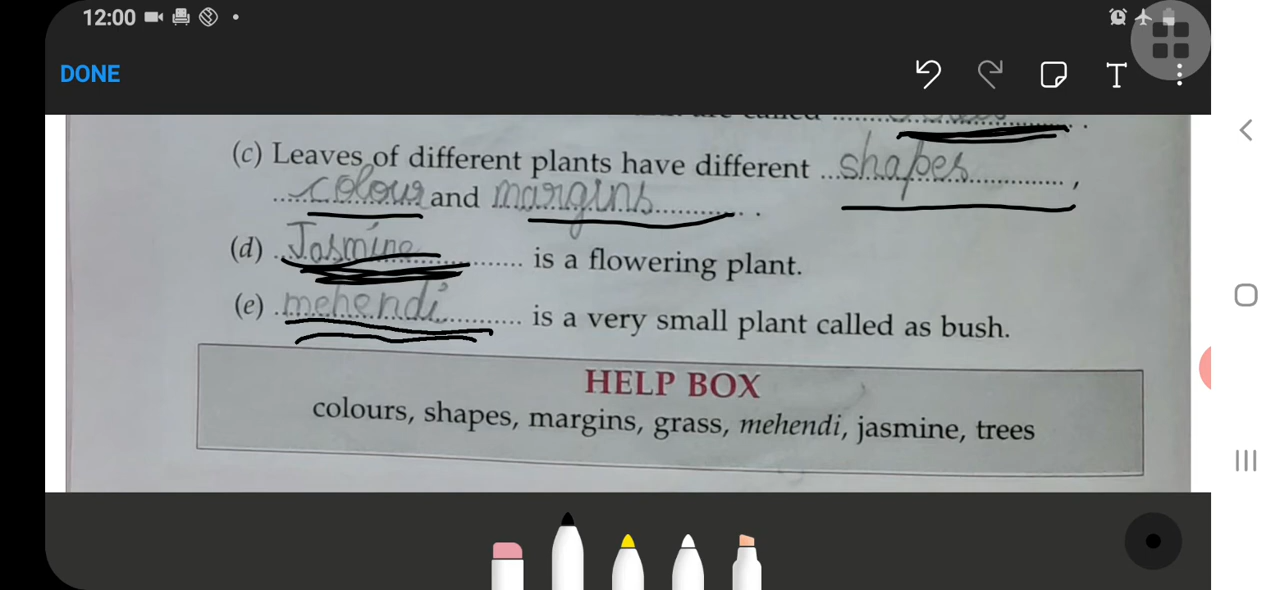 12:00
DONE
T
called
(c) Leaves of different plants have different shapes,
colour and margins.
(d) Jasmine is a flowering plant.
(e) mehendi is a very small plant called as bush.
HELP BOX
colours, shapes, margins, grass, mehendi, jasmine, trees